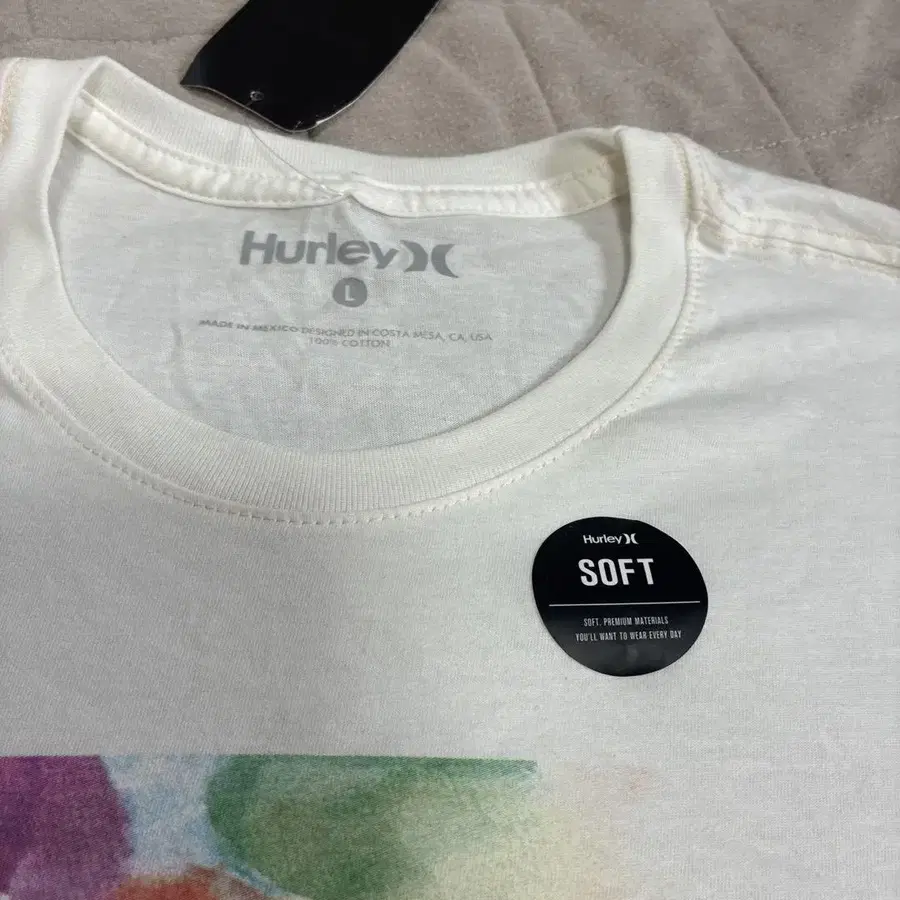 Hurley
L
MADE IN MEXICO DESIGNED IN COSTA MESA, CA, USA
100% COTTON
Hurley
SOFT
SOFT, PREMIUM MATERIALS
YOU'LL WANT TO WEAR EVERY DAY